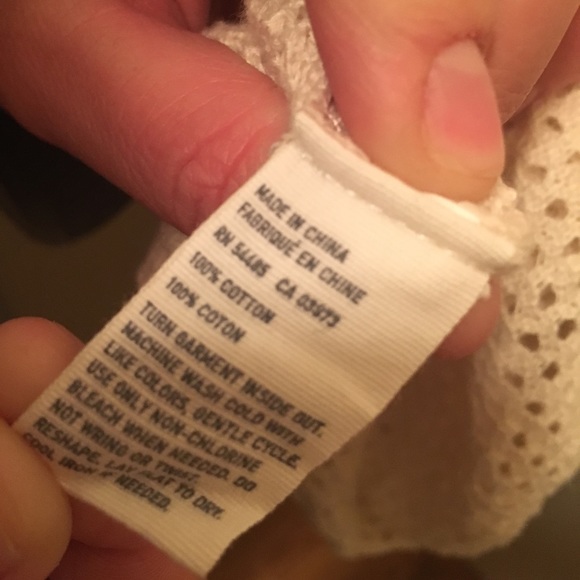 MADE IN CHINA
FABRIQUÉ EN CHINE
RN 54485 CA 03973
100% COTTON
100% COTON
TURN GARMENT INSIDE OUT.
MACHINE WASH COLD WITH
LIKE COLORS, GENTLE CYCLE.
USE ONLY NON-CHLORINE
BLEACH WHEN NEEDED. DO
NOT WRING OR TWIST.
RESHAPE, LAY FLAT TO DRY.
COOL IRON IF NEEDED.